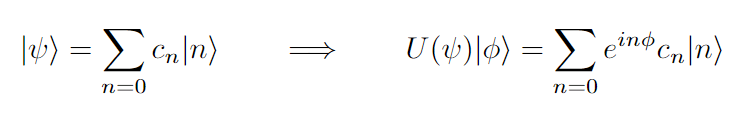 |ψ⟩ = ∑_{n=0} c_n|n⟩ ⟹ U(ψ)|ϕ⟩ = ∑_{n=0} e^{inϕ} c_n|n⟩